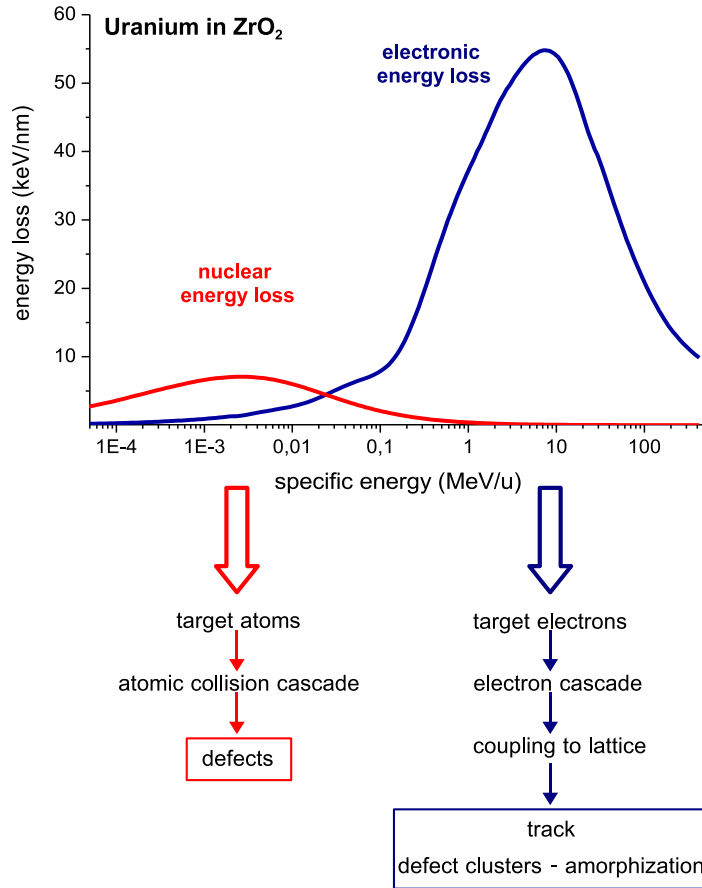 Uranium in ZrO₂
electronic
energy loss
nuclear
energy loss
energy loss (keV/nm)
60
50
40
30
20
10
1E-4
1E-3
0,01
0,1
1
10
100
specific energy (MeV/u)
target atoms
atomic collision cascade
defects
target electrons
electron cascade
coupling to lattice
track
defect clusters - amorphization